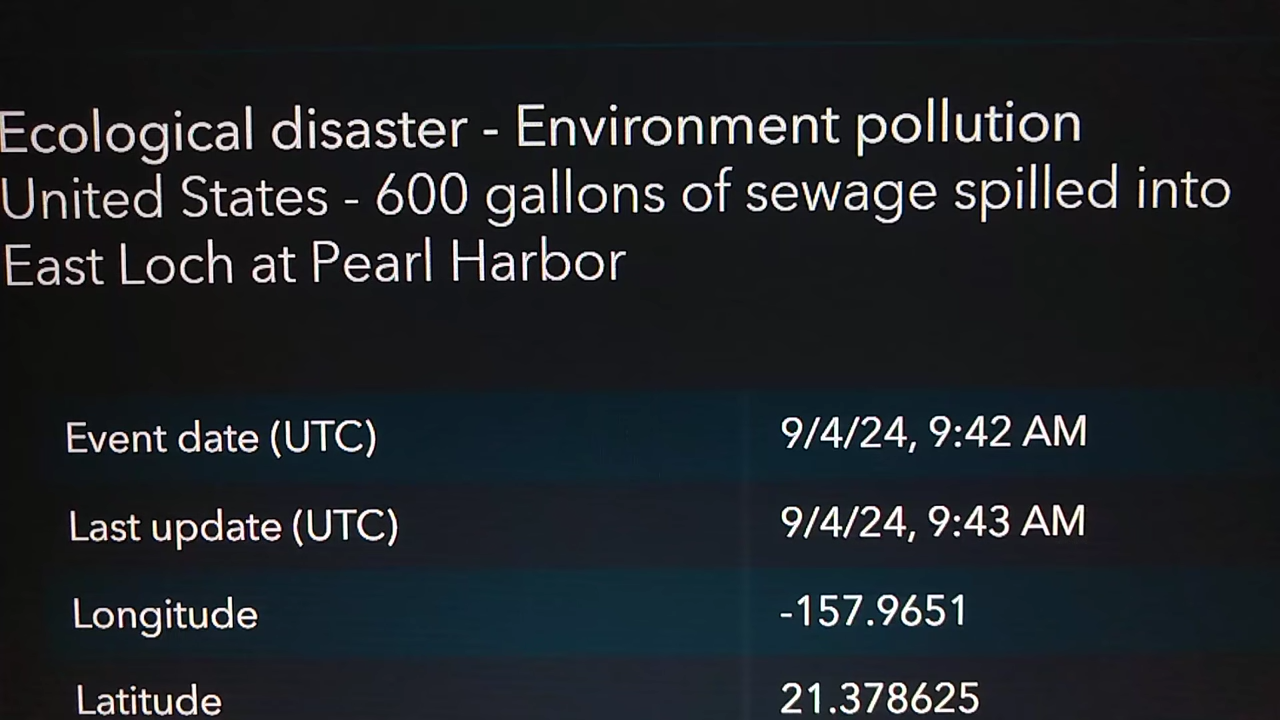 Ecological disaster - Environment pollution
United States - 600 gallons of sewage spilled into
East Loch at Pearl Harbor
Event date (UTC) 9/4/24, 9:42 AM
Last update (UTC) 9/4/24, 9:43 AM
Longitude -157.9651
Latitude 21.378625